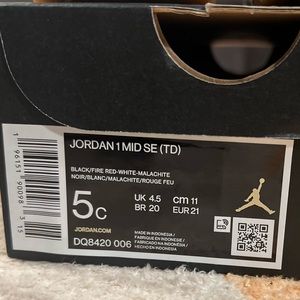 JORDAN 1 MID SE (TD)
BLACK/FIRE RED-WHITE-MALACHITE
NOIR/BLANC/MALACHITE/ROUGE FEU
5C UK 4.5 CM 11
BR 20 EUR 21
JORDAN.COM
DQ8420 006
MADE IN INDONESIA
FABRIQUÉ EN INDONÉSIE
FABRICADO EN INDONESIA